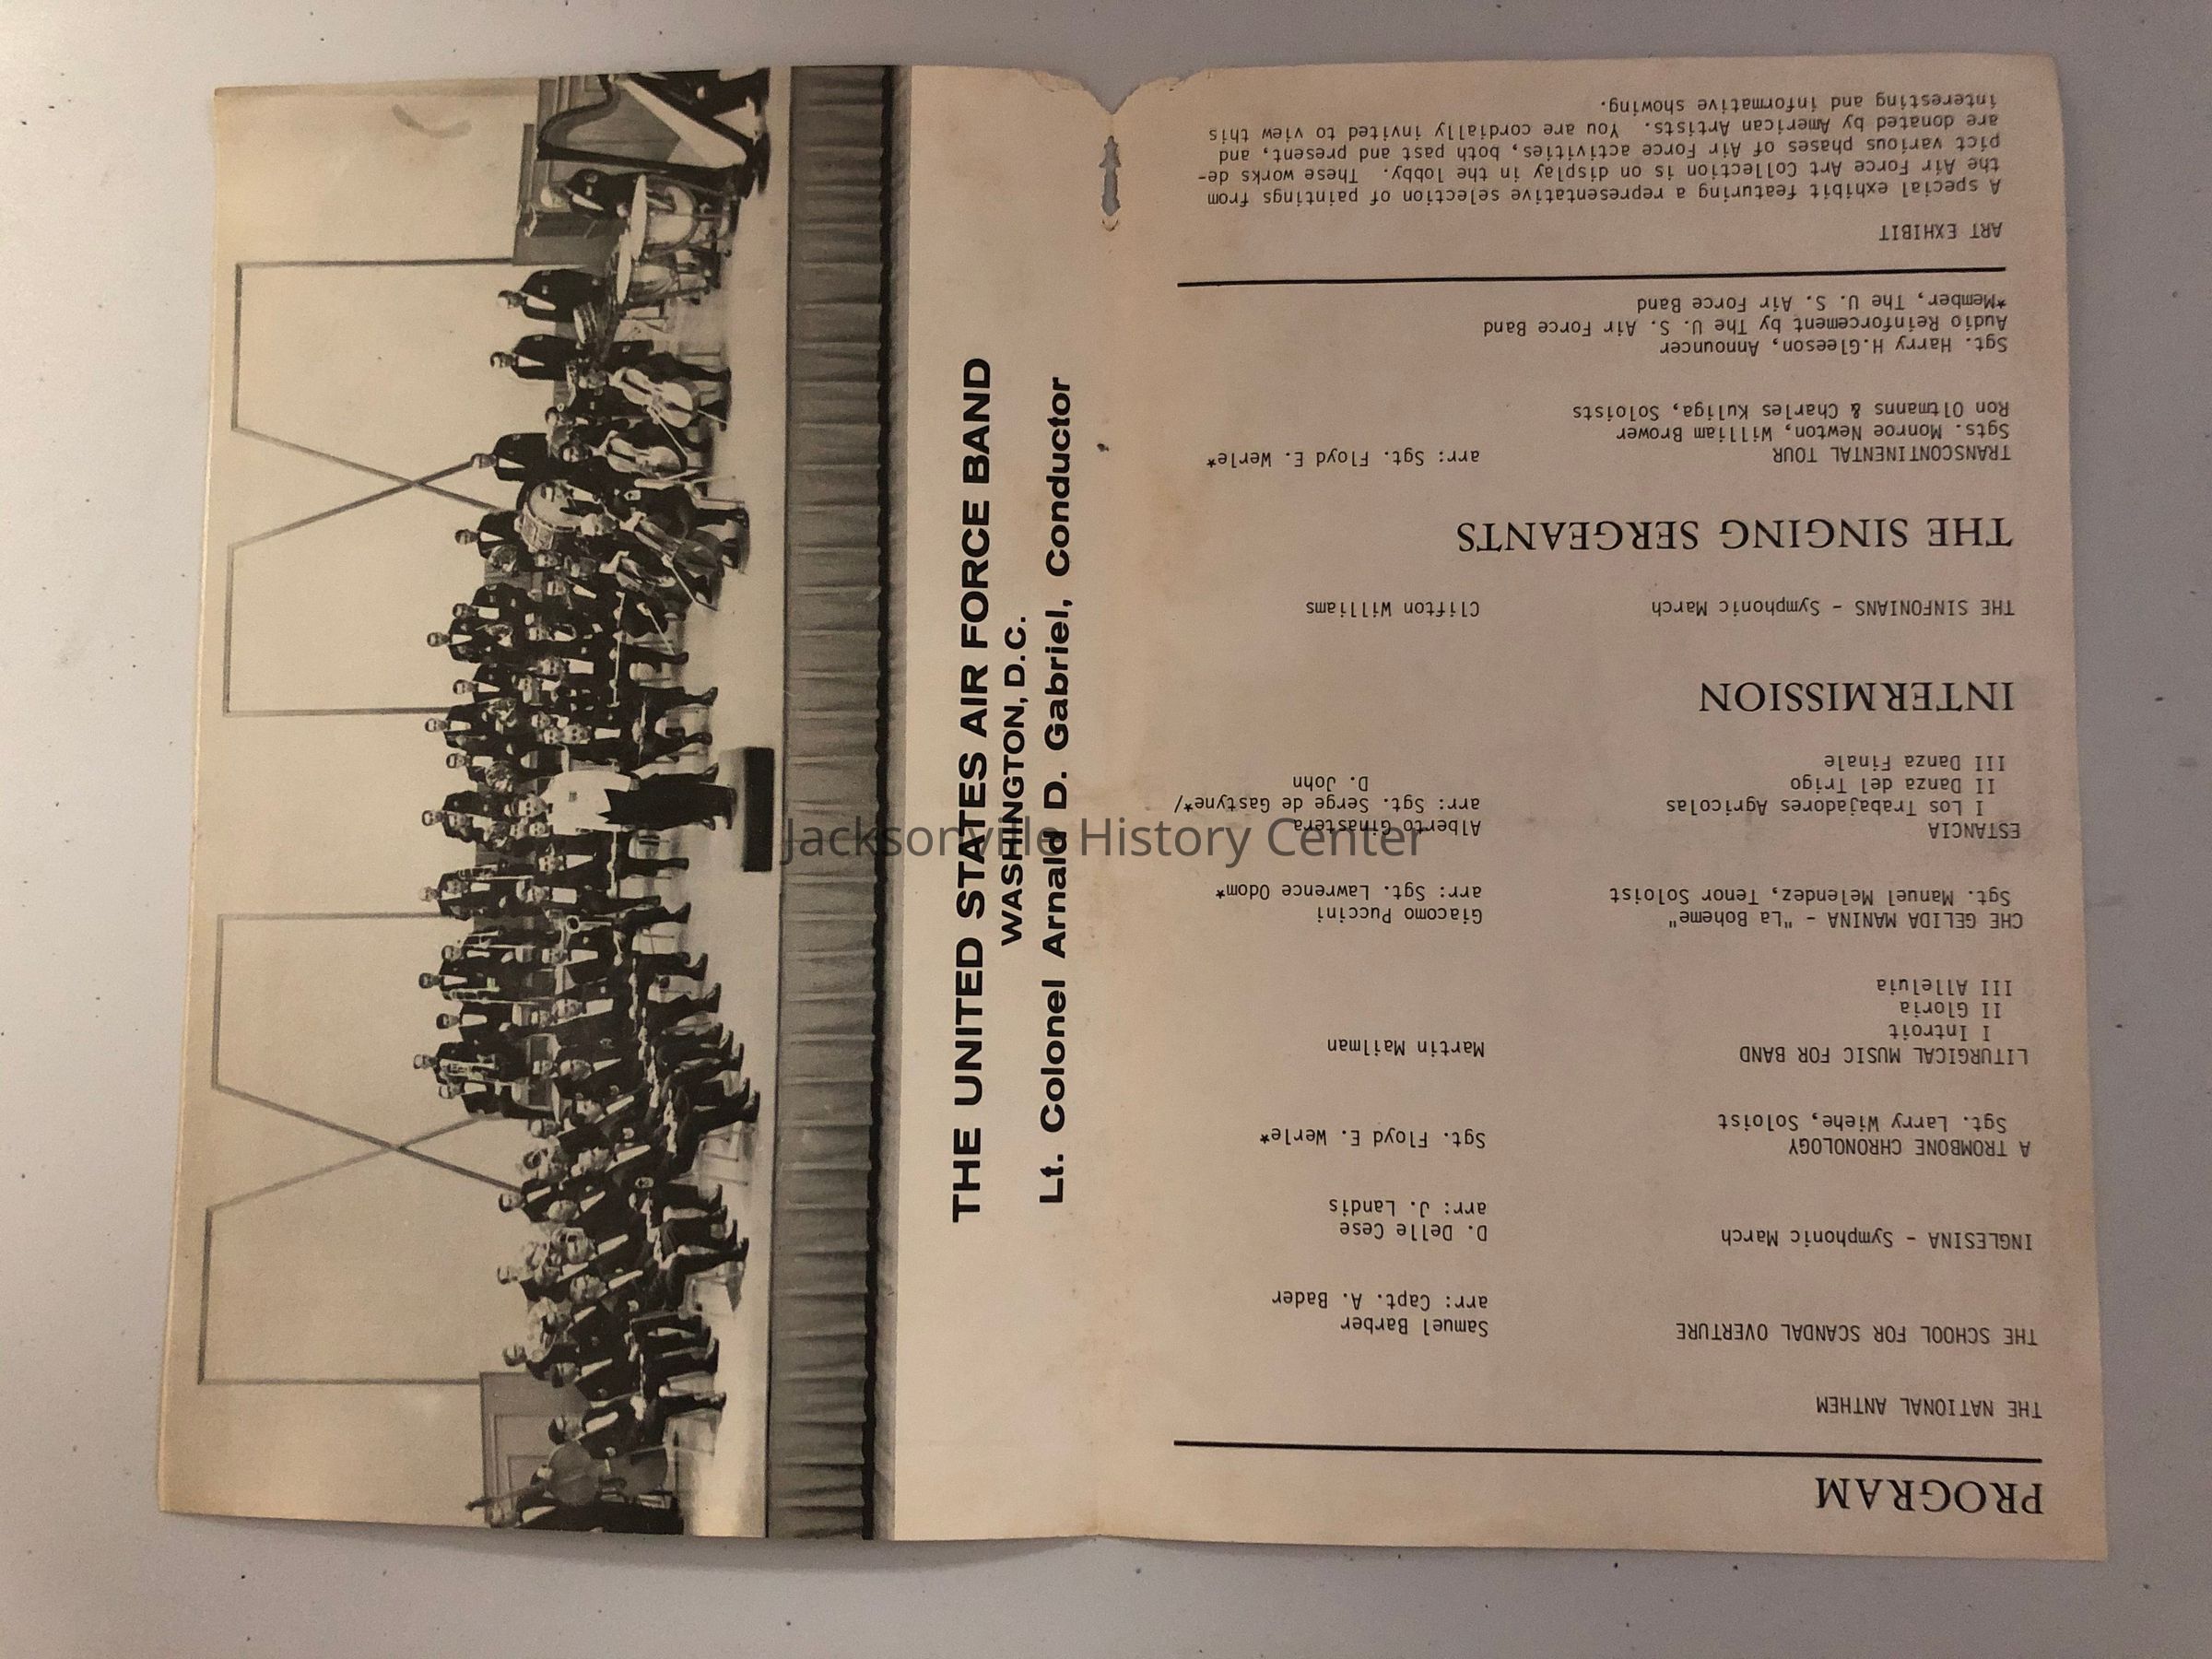 THE UNITED STATES AIR FORCE BAND
WASHINGTON, D.C.
Lt. Colonel Arnald D. Gabriel, Conductor
PROGRAM
THE NATIONAL ANTHEM
THE SCHOOL FOR SCANDAL OVERTURE Samuel Barber
arr: Capt. A. Bader
INGLESINA - Symphonic March D. Delle Cese
arr: J. Landis
A TROMBONE CHRONOLOGY Sgt. Floyd E. Werle*
Sgt. Larry Wiehe, Soloist
LITURGICAL MUSIC FOR BAND Martin Mailman
I Introit
II Gloria
III Alleluia
CHE GELIDA MANINA - "La Boheme" Giacomo Puccini
Sgt. Manuel Melendez, Tenor Soloist arr: Sgt. Lawrence Odom*
ESTANCIA Alberto Ginastera
I Los Trabajadores Agricolas arr: Sgt. Serge de Gastyne*/
II Danza del Trigo D. John
III Danza Finale
INTERMISSION
THE SINFONIANS - Symphonic March Clifton Williams
THE SINGING SERGEANTS
TRANSCONTINENTAL TOUR arr: Sgt. Floyd E. Werle*
Sgts. Monroe Newton, William Brower
Ron Oltmanns & Charles Kuliga, Soloists
Sgt. Harry H.Gleeson, Announcer
Audio Reinforcement by The U. S. Air Force Band
*Member, The U. S. Air Force Band
ART EXHIBIT
A special exhibit featuring a representative selection of paintings from
the Air Force Art Collection is on display in the lobby. These works de-
pict various phases of Air Force activities, both past and present, and
are donated by American Artists. You are cordially invited to view this
interesting and informative showing.
Jacksonville History Center